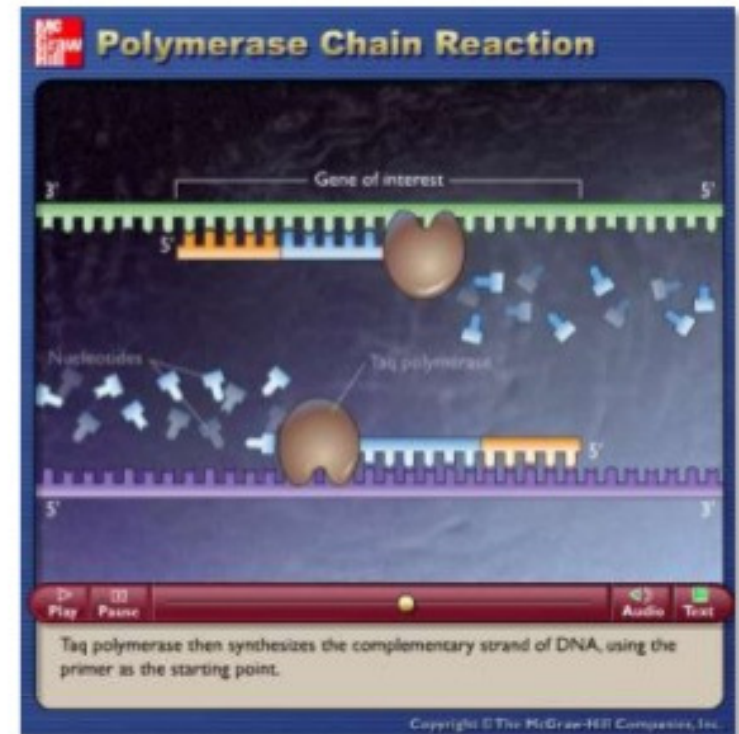 Mc
Graw
Hill
Polymerase Chain Reaction
Gene of interest
3'
5'
5'
Nucleotides
Taq polymerase
5'
5'
3'
Play
Pause
Audio
Text
Taq polymerase then synthesizes the complementary strand of DNA, using the
primer as the starting point.
Copyright © The McGraw-Hill Companies, Inc.